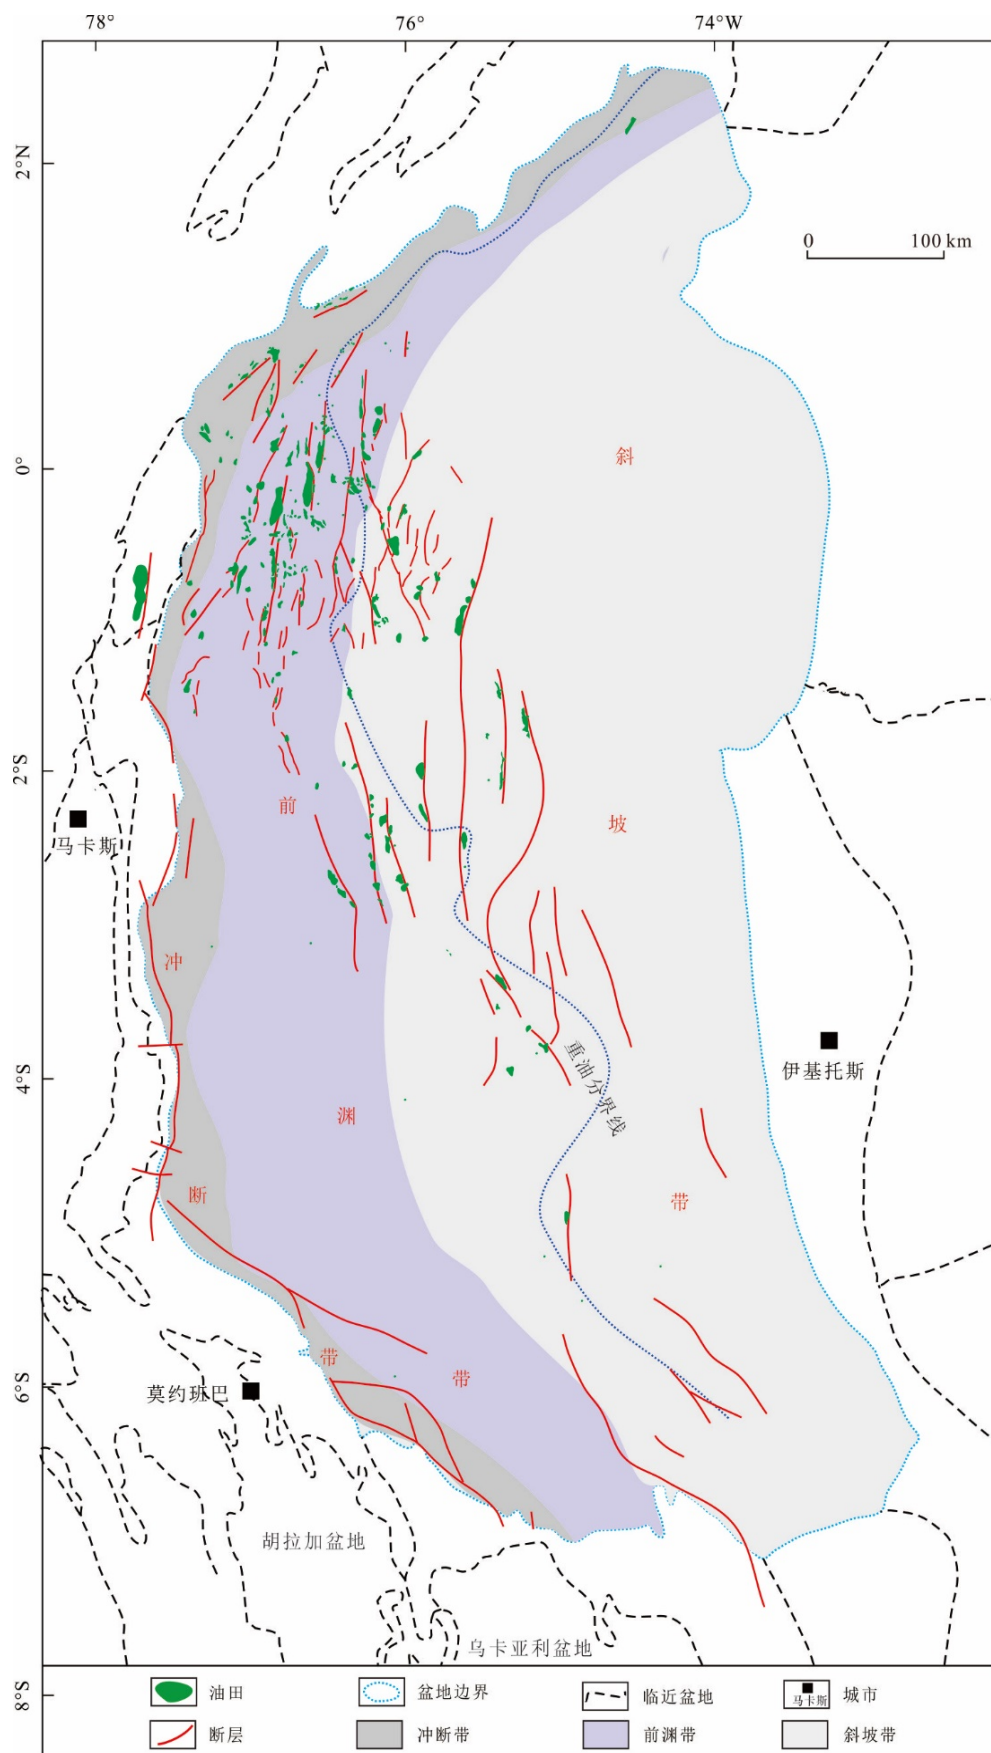 78°
76°
74°W
2°N
0 100 km
斜
0°
2°S
前
坡
马卡斯
冲
伊基托斯
重油分界线
4°S
渊
断
带
带
带
6°S
莫约班巴
胡拉加盆地
乌卡亚利盆地
8°S
油田
盆地边界
临近盆地
马卡斯
城市
断层
冲断带
前渊带
斜坡带